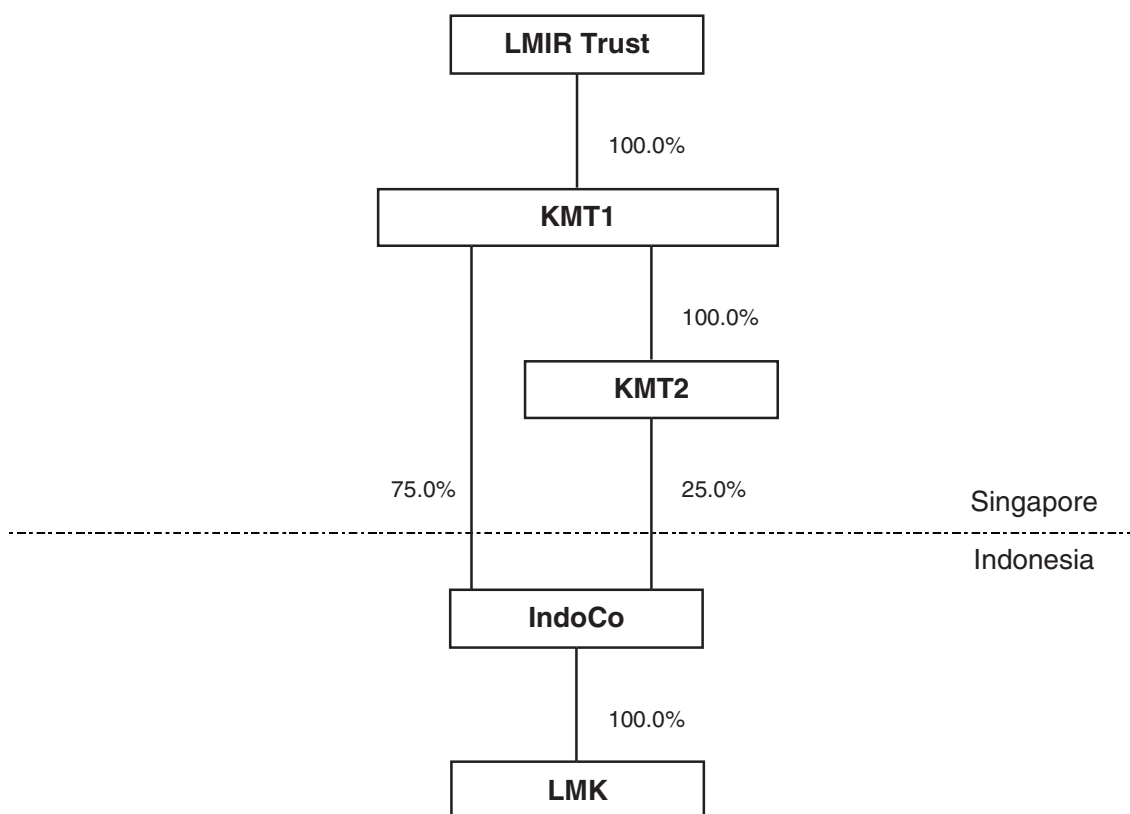 LMIR Trust
100.0%
KMT1
100.0%
KMT2
75.0%
25.0%
Singapore
Indonesia
IndoCo
100.0%
LMK